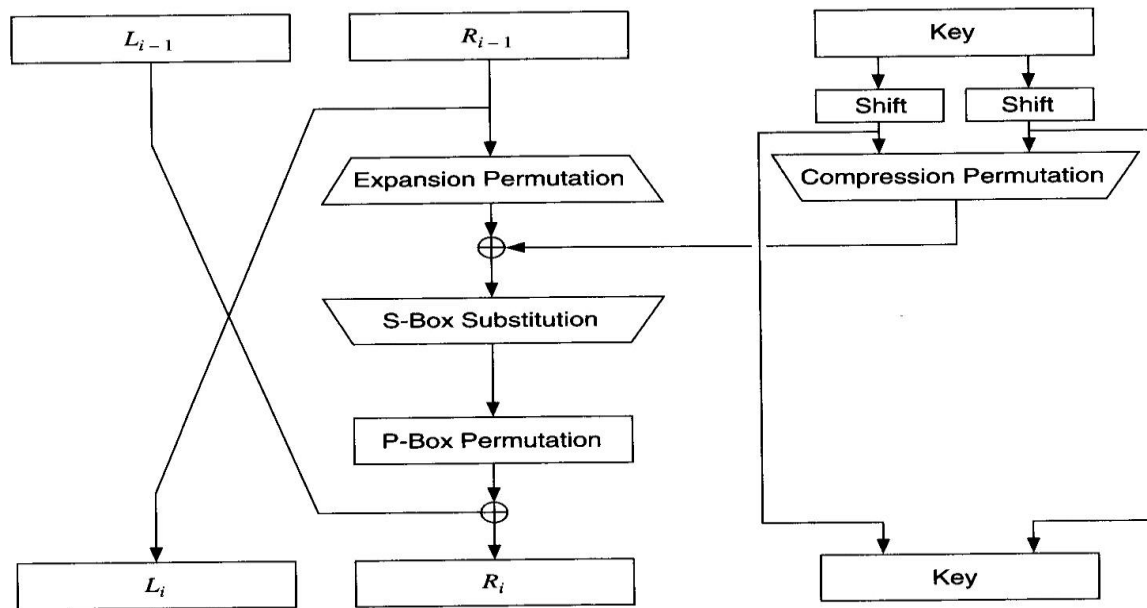 L_{i-1}
R_{i-1}
Key
Shift
Shift
Expansion Permutation
Compression Permutation
S-Box Substitution
P-Box Permutation
L_i
R_i
Key